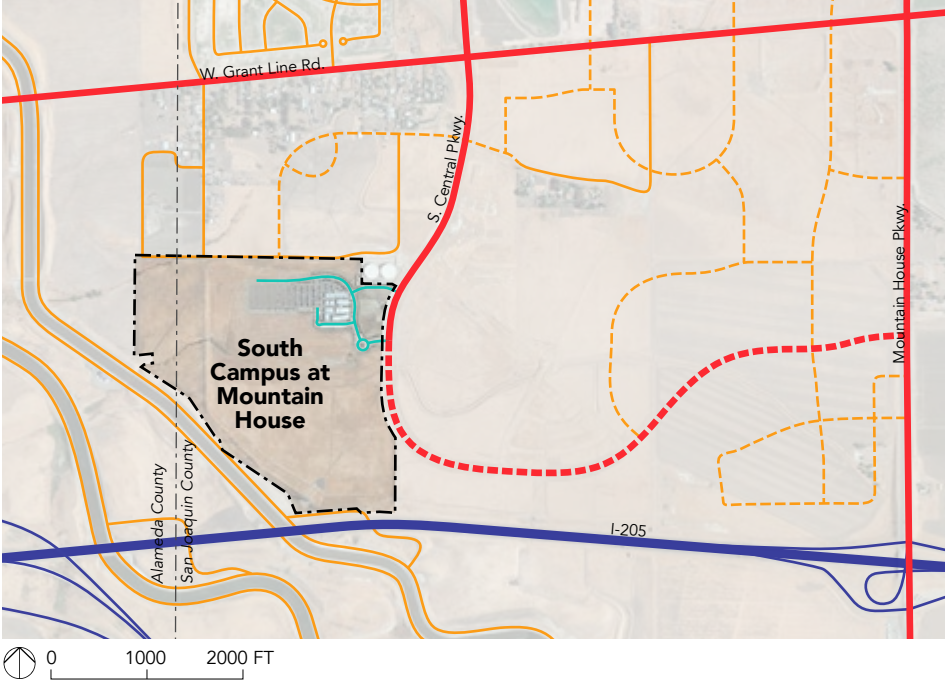 W. Grant Line Rd.
S. Central Pkwy.
Mountain House Pkwy.
South
Campus at
Mountain
House
Alameda County
San Joaquin County
I-205
0 1000 2000 FT